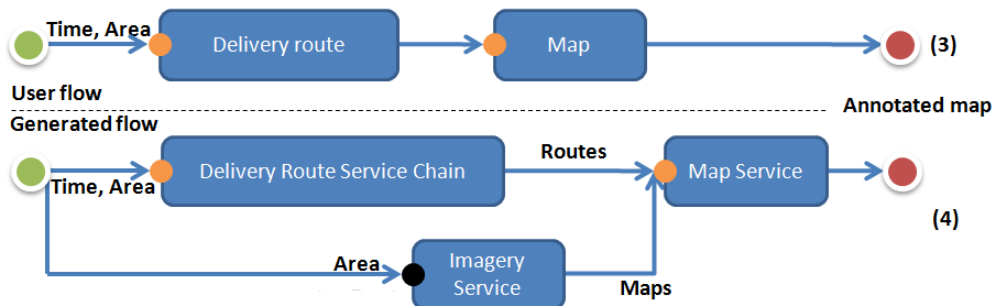 Time, Area
Delivery route
Map
(3)
User flow
Annotated map
Generated flow
Routes
Delivery Route Service Chain
Map Service
Time, Area
(4)
Area
Imagery
Service
Maps